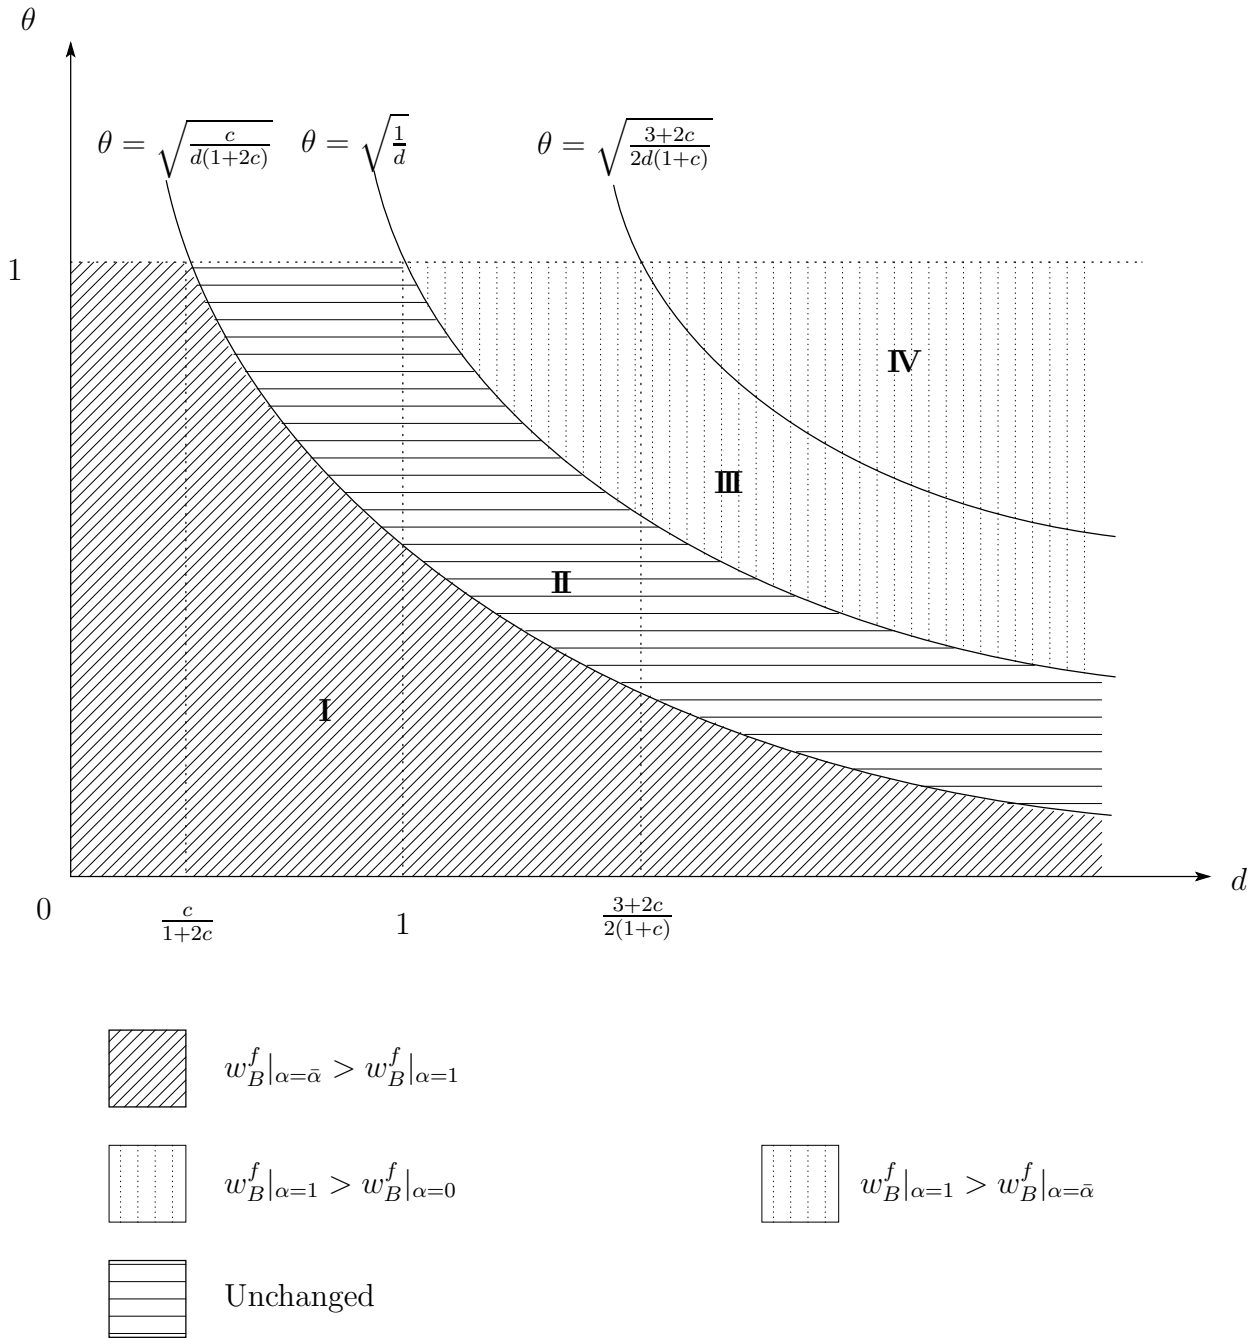 θ
θ = √(c/(d(1+2c))) θ = √(1/d) θ = √((3+2c)/(2d(1+c)))
1
IV
III
II
I
d
0 c/(1+2c) 1 (3+2c)/(2(1+c))
w_B^f|_{α=ᾱ} > w_B^f|_{α=1}
w_B^f|_{α=1} > w_B^f|_{α=0} w_B^f|_{α=1} > w_B^f|_{α=ᾱ}
Unchanged